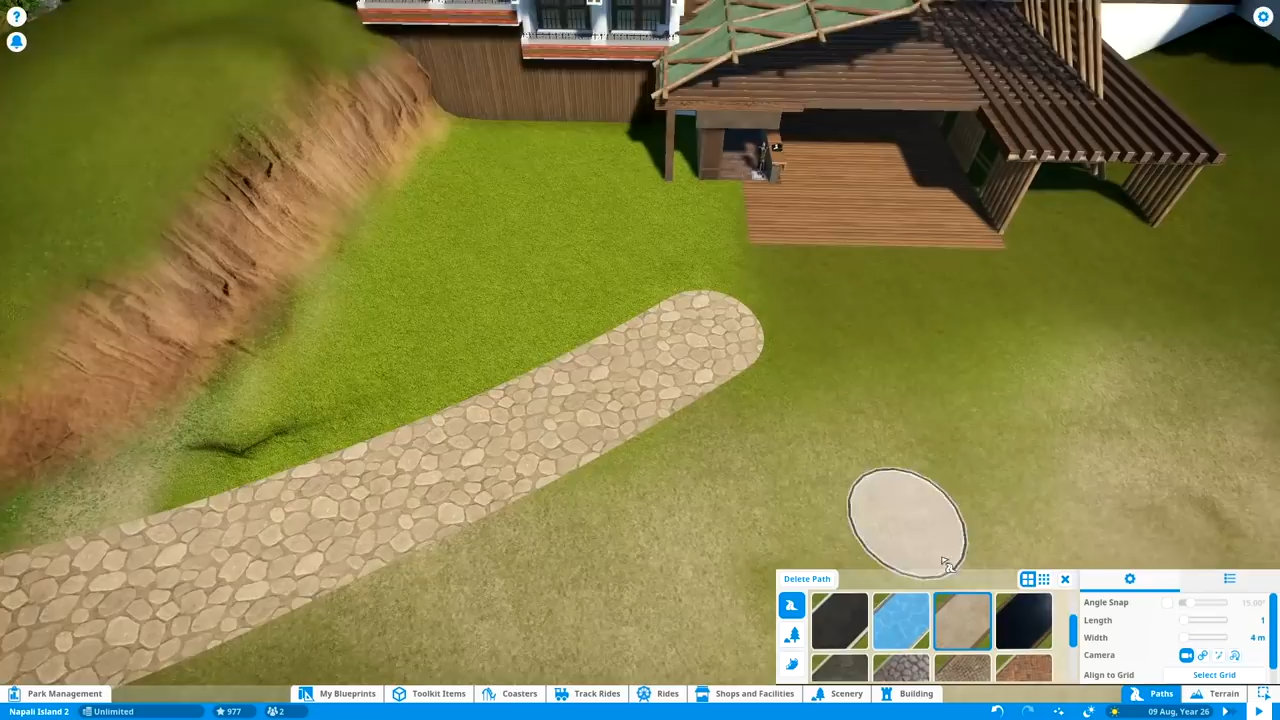 Delete Path
Angle Snap 15.00°
Length 1
Width 4 m
Camera
Align to Grid Select Grid
Park Management My Blueprints Toolkit Items Coasters Track Rides Rides Shops and Facilities Scenery Building Paths Terrain
Napali Island 2 Unlimited 977 2 09 Aug, Year 26